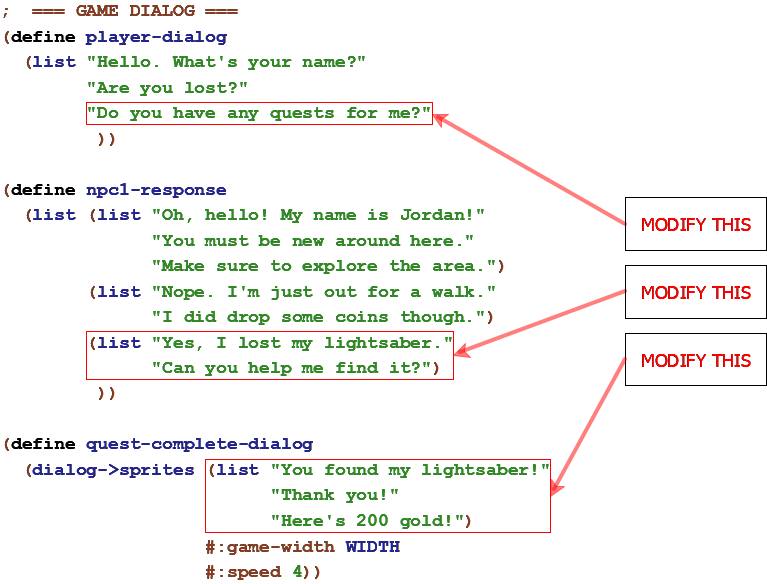 ;  === GAME DIALOG ===
(define player-dialog
  (list "Hello. What's your name?"
        "Are you lost?"
        "Do you have any quests for me?"
         ))
(define npc1-response
  (list (list "Oh, hello! My name is Jordan!"
              "You must be new around here."
              "Make sure to explore the area.")
        (list "Nope. I'm just out for a walk."
              "I did drop some coins though.")
        (list "Yes, I lost my lightsaber."
              "Can you help me find it?")
         ))
(define quest-complete-dialog
  (dialog->sprites (list "You found my lightsaber!"
                         "Thank you!"
                         "Here's 200 gold!")
                   #:game-width WIDTH
                   #:speed 4))
MODIFY THIS
MODIFY THIS
MODIFY THIS